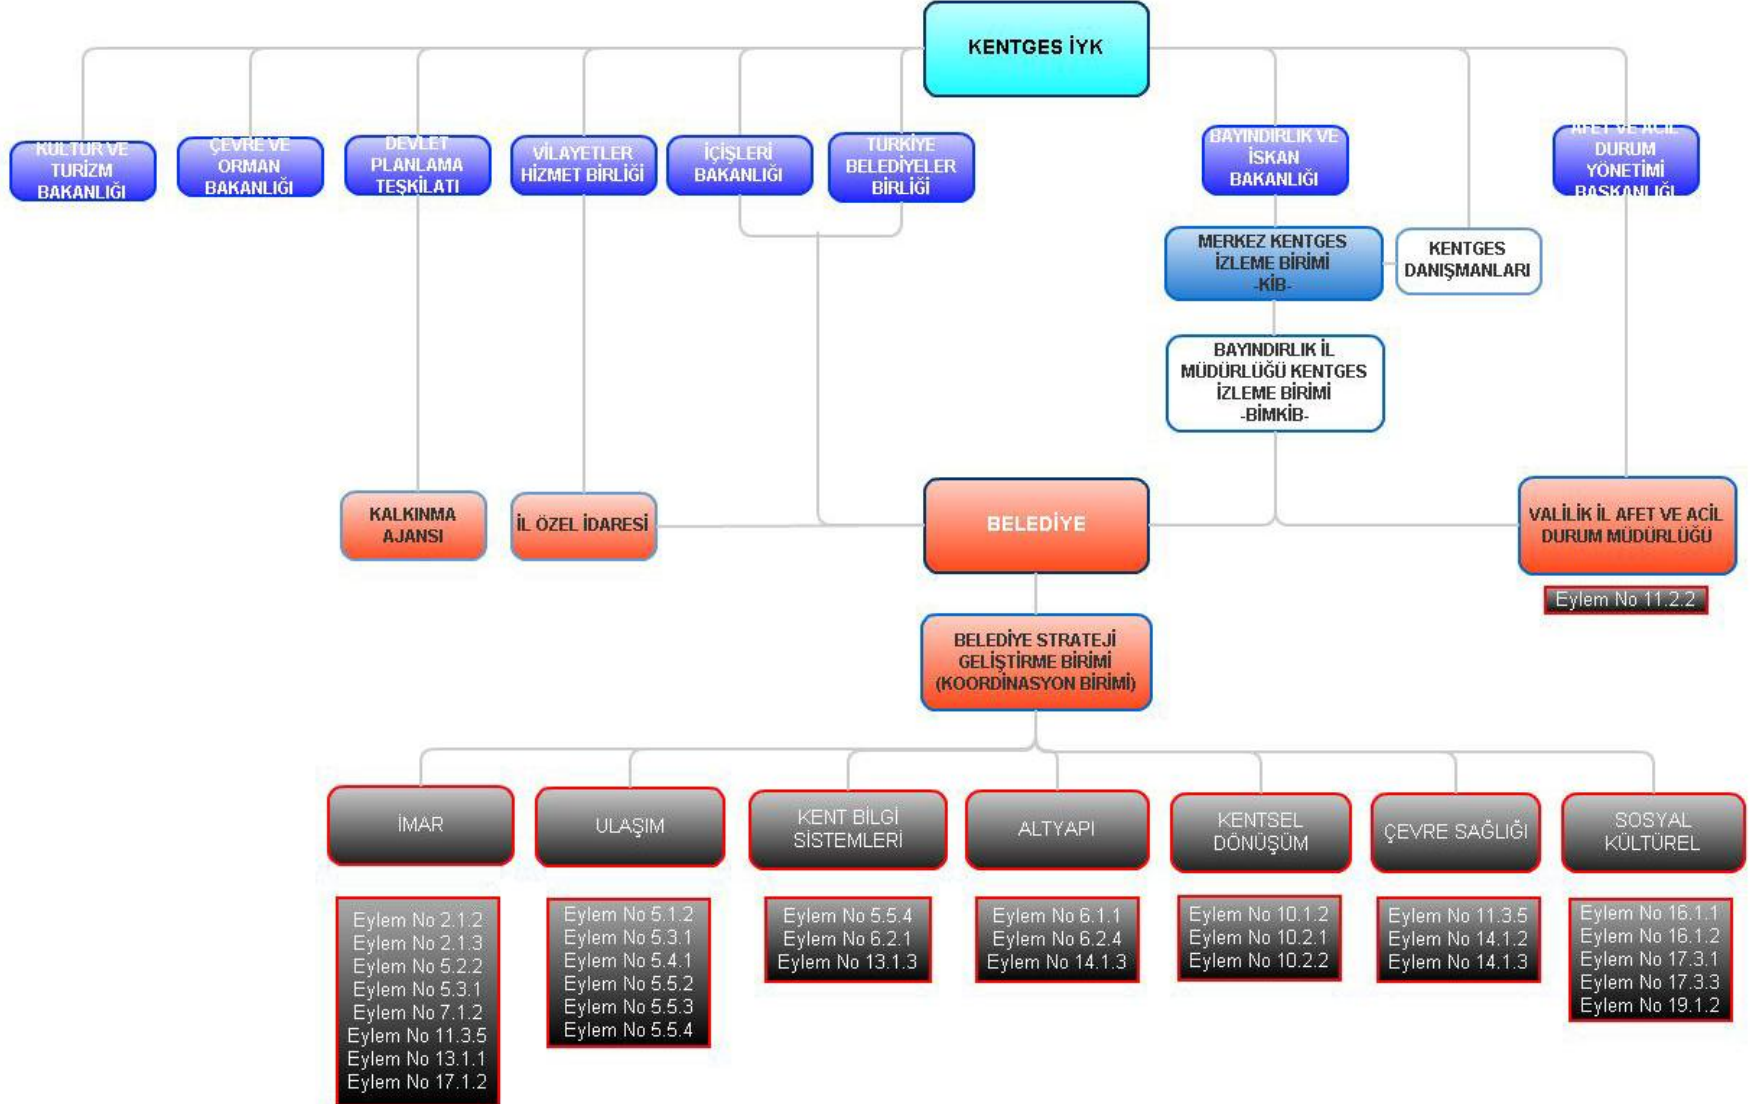 KENTGES İYK
KÜLTÜR VE
TURİZM
BAKANLIĞI
ÇEVRE VE
ORMAN
BAKANLIĞI
DEVLET
PLANLAMA
TEŞKİLATI
VİLAYETLER
HİZMET BİRLİĞİ
İÇİŞLERİ
BAKANLIĞI
TÜRKİYE
BELEDİYELER
BİRLİĞİ
BAYINDIRLIK VE
İSKAN
BAKANLIĞI
AFET VE ACİL
DURUM
YÖNETİMİ
BAŞKANLIĞI
MERKEZ KENTGES
İZLEME BİRİMİ
-KİB-
KENTGES
DANIŞMANLARI
BAYINDIRLIK İL
MÜDÜRLÜĞÜ KENTGES
İZLEME BİRİMİ
-BİMKİB-
KALKINMA
AJANSI
İL ÖZEL İDARESİ
BELEDİYE
VALİLİK İL AFET VE ACİL
DURUM MÜDÜRLÜĞÜ
Eylem No 11.2.2
BELEDİYE STRATEJİ
GELİŞTİRME BİRİMİ
(KOORDİNASYON BİRİMİ)
İMAR
ULAŞIM
KENT BİLGİ
SİSTEMLERİ
ALTYAPI
KENTSEL
DÖNÜŞÜM
ÇEVRE SAĞLIĞI
SOSYAL
KÜLTÜREL
Eylem No 2.1.2
Eylem No 2.1.3
Eylem No 5.2.2
Eylem No 5.3.1
Eylem No 7.1.2
Eylem No 11.3.5
Eylem No 13.1.1
Eylem No 17.1.2
Eylem No 5.1.2
Eylem No 5.3.1
Eylem No 5.4.1
Eylem No 5.5.2
Eylem No 5.5.3
Eylem No 5.5.4
Eylem No 5.5.4
Eylem No 6.2.1
Eylem No 13.1.3
Eylem No 6.1.1
Eylem No 6.2.4
Eylem No 14.1.3
Eylem No 10.1.2
Eylem No 10.2.1
Eylem No 10.2.2
Eylem No 11.3.5
Eylem No 14.1.2
Eylem No 14.1.3
Eylem No 16.1.1
Eylem No 16.1.2
Eylem No 17.3.1
Eylem No 17.3.3
Eylem No 19.1.2